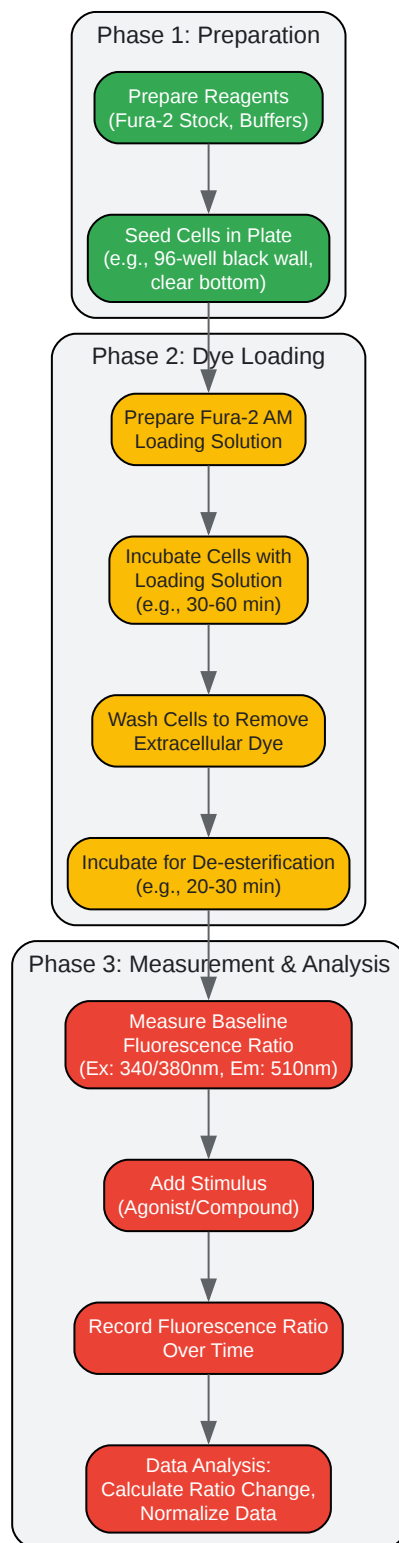 Phase 1: Preparation
Prepare Reagents
(Fura-2 Stock, Buffers)
Seed Cells in Plate
(e.g., 96-well black wall,
clear bottom)
Phase 2: Dye Loading
Prepare Fura-2 AM
Loading Solution
Incubate Cells with
Loading Solution
(e.g., 30-60 min)
Wash Cells to Remove
Extracellular Dye
Incubate for De-esterification
(e.g., 20-30 min)
Phase 3: Measurement & Analysis
Measure Baseline
Fluorescence Ratio
(Ex: 340/380nm, Em: 510nm)
Add Stimulus
(Agonist/Compound)
Record Fluorescence Ratio
Over Time
Data Analysis:
Calculate Ratio Change,
Normalize Data